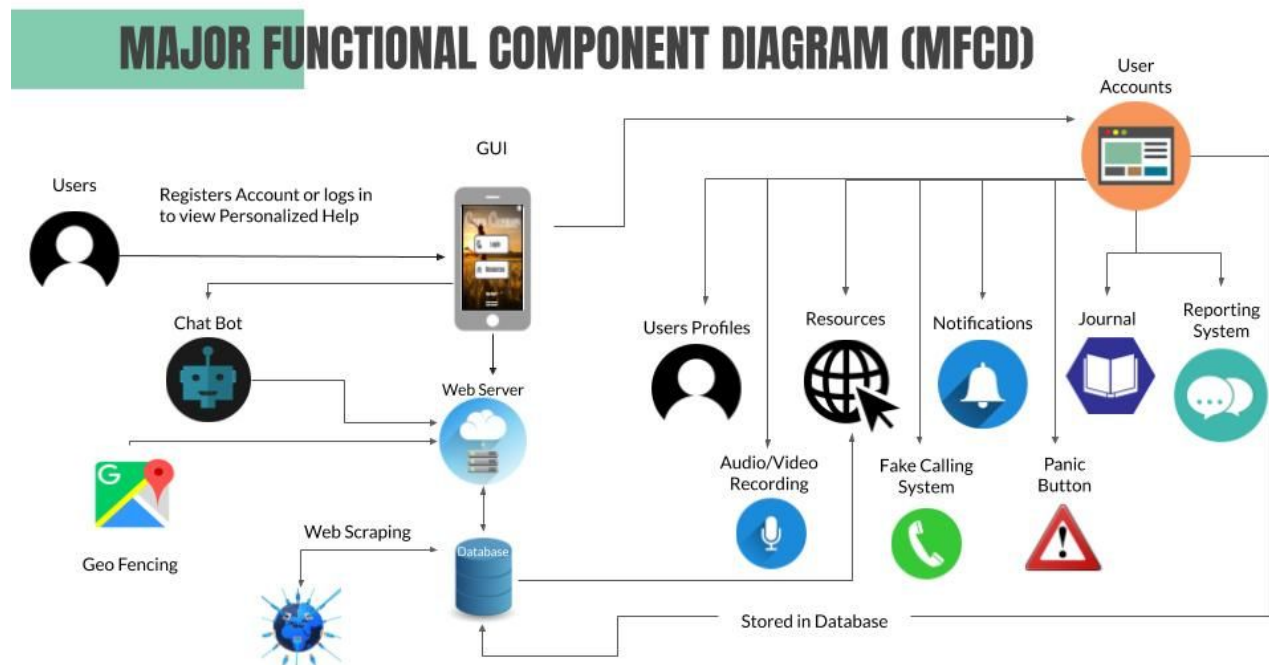 MAJOR FUNCTIONAL COMPONENT DIAGRAM (MFCD)
User
Accounts
GUI
Users
Registers Account or logs in
to view Personalized Help
Chat Bot
Users Profiles
Resources
Notifications
Journal
Reporting
System
Web Server
Audio/Video
Recording
Fake Calling
System
Panic
Button
G
Geo Fencing
Web Scraping
Database
Stored in Database